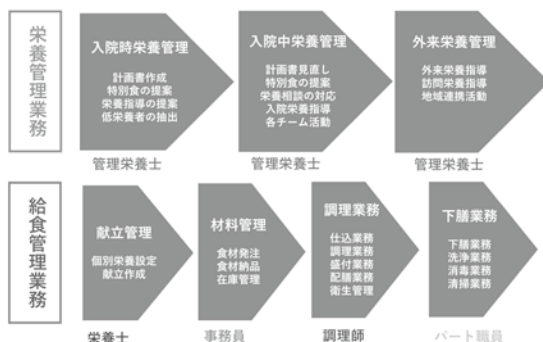 栄養管理業務
入院時栄養管理
計画書作成
特別食の提案
栄養指導の提案
低栄養者の抽出
管理栄養士
入院中栄養管理
計画書見直し
特別食の提案
栄養相談の対応
入院栄養指導
各チーム活動
管理栄養士
外来栄養管理
外来栄養指導
訪問栄養指導
地域連携活動
管理栄養士
給食管理業務
献立管理
個別栄養設定
献立作成
栄養士
材料管理
食材発注
食材納品
在庫管理
事務員
調理業務
仕込業務
調理業務
盛付業務
配膳業務
衛生管理
調理師
下膳業務
下膳業務
洗浄業務
消毒業務
清掃業務
パート職員